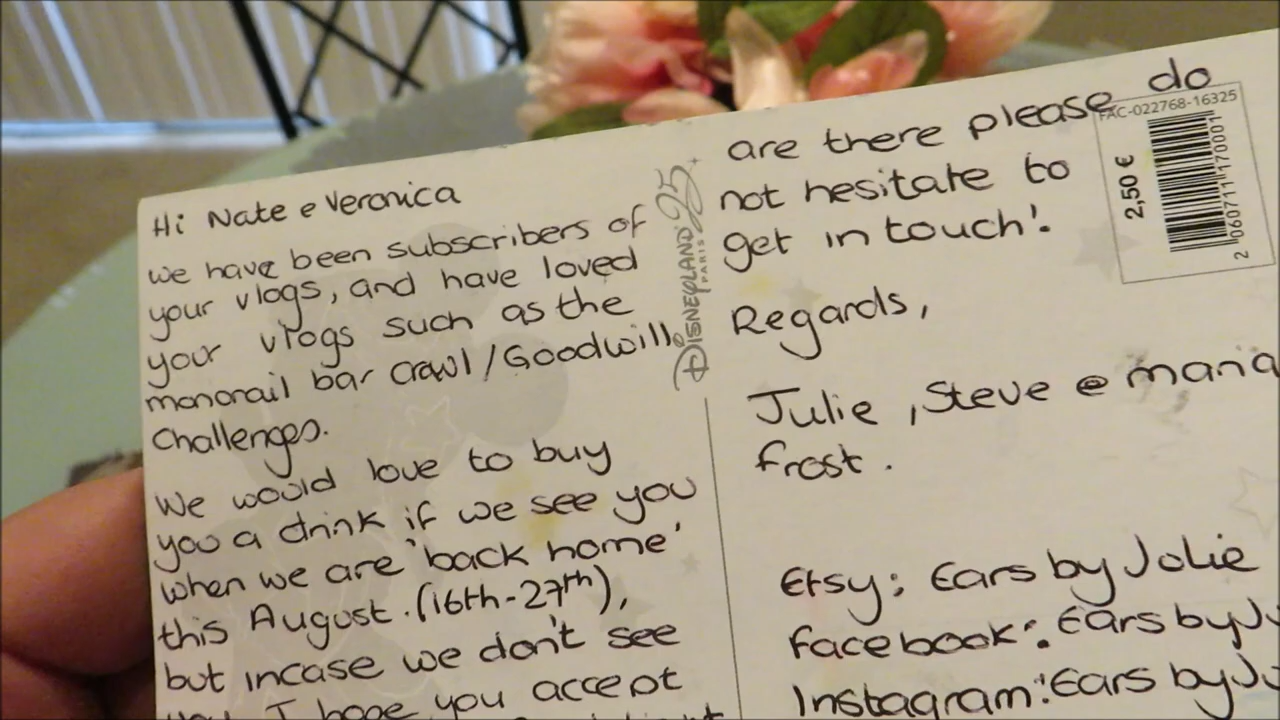 Hi Nate e Veronica
we have been subscribers of
your vlogs, and have loved
your vlogs such as the
monorail bar crawl / Goodwill
challenges.
We would love to buy
you a drink if we see you
when we are 'back home'
this August. (16th-27th),
but incase we don't see
you I hope you accept
DISNEYLAND 25
PARIS
are there please do
not hesitate to
get in touch!
Regards,
Julie, Steve e
frost.
Etsy: Ears by Julie
facebook: Ears by
Instagram: Ears by
FAC-022768-16325
2,50 €
2 060711 170001